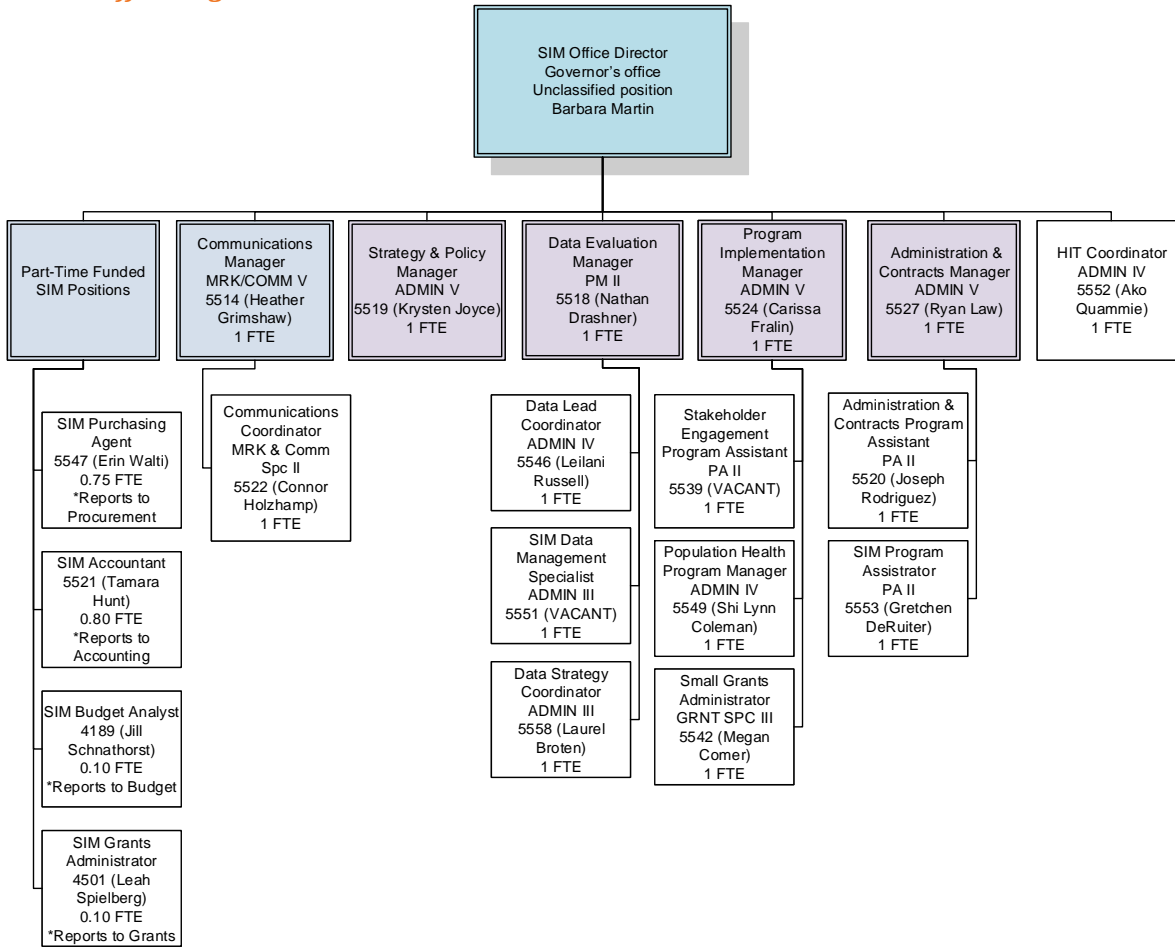 SIM Office Director
Governor's office
Unclassified position
Barbara Martin
Part-Time Funded
SIM Positions
Communications
Manager
MRK/COMM V
5514 (Heather
Grimshaw)
1 FTE
Strategy & Policy
Manager
ADMIN V
5519 (Krysten Joyce)
1 FTE
Data Evaluation
Manager
PM II
5518 (Nathan
Drashner)
1 FTE
Program
Implementation
Manager
ADMIN V
5524 (Carissa
Fralin)
1 FTE
Administration &
Contracts Manager
ADMIN V
5527 (Ryan Law)
1 FTE
HIT Coordinator
ADMIN IV
5552 (Ako
Quammie)
1 FTE
SIM Purchasing
Agent
5547 (Erin Walti)
0.75 FTE
*Reports to
Procurement
SIM Accountant
5521 (Tamara
Hunt)
0.80 FTE
*Reports to
Accounting
SIM Budget Analyst
4189 (Jill
Schnathorst)
0.10 FTE
*Reports to Budget
SIM Grants
Administrator
4501 (Leah
Spielberg)
0.10 FTE
*Reports to Grants
Communications
Coordinator
MRK & Comm
Spc II
5522 (Connor
Holzhamp)
1 FTE
Data Lead
Coordinator
ADMIN IV
5546 (Leilani
Russell)
1 FTE
SIM Data
Management
Specialist
ADMIN III
5551 (VACANT)
1 FTE
Data Strategy
Coordinator
ADMIN III
5558 (Laurel
Broten)
1 FTE
Stakeholder
Engagement
Program Assistant
PA II
5539 (VACANT)
1 FTE
Population Health
Program Manager
ADMIN IV
5549 (Shi Lynn
Coleman)
1 FTE
Small Grants
Administrator
GRNT SPC III
5542 (Megan
Comer)
1 FTE
Administration &
Contracts Program
Assistant
PA II
5520 (Joseph
Rodriguez)
1 FTE
SIM Program
Assistrator
PA II
5553 (Gretchen
DeRuiter)
1 FTE